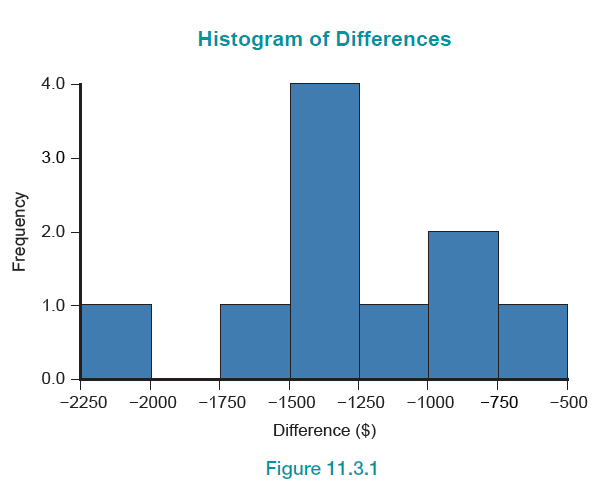 Histogram of Differences
4.0
3.0
2.0
1.0
0.0
Frequency
−2250 −2000 −1750 −1500 −1250 −1000 −750 −500
Difference ($)
Figure 11.3.1